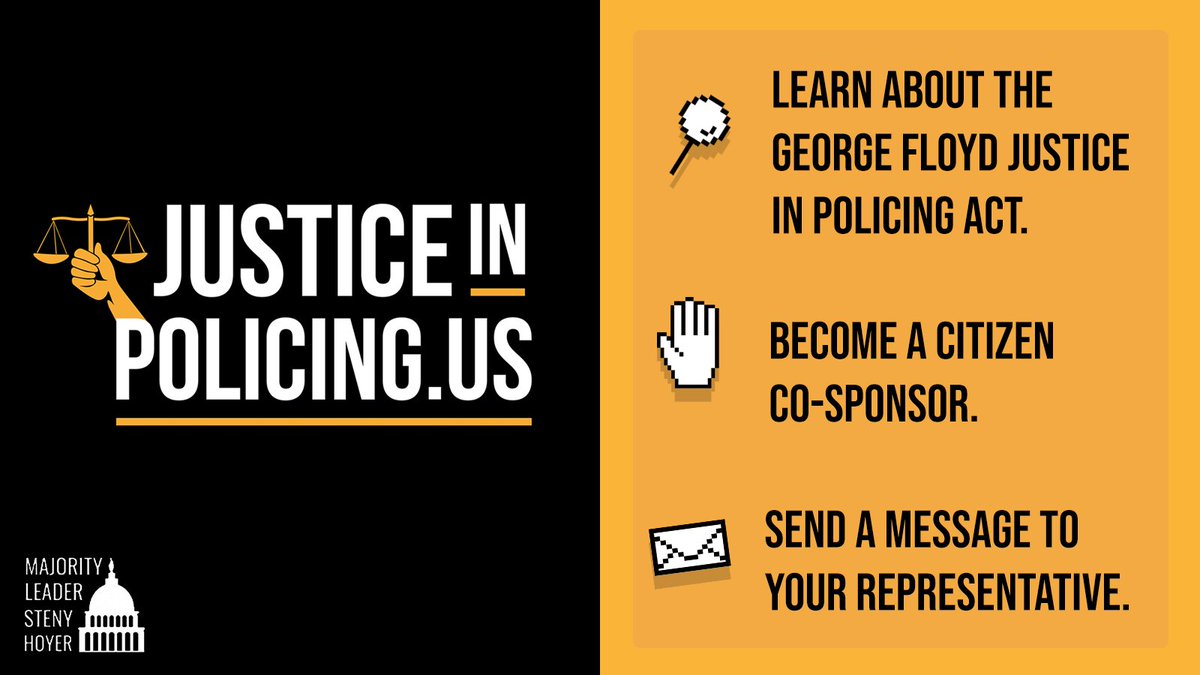 JUSTICE IN
POLICING.US
MAJORITY
LEADER
STENY
HOYER
LEARN ABOUT THE
GEORGE FLOYD JUSTICE
IN POLICING ACT.
BECOME A CITIZEN
CO-SPONSOR.
SEND A MESSAGE TO
YOUR REPRESENTATIVE.